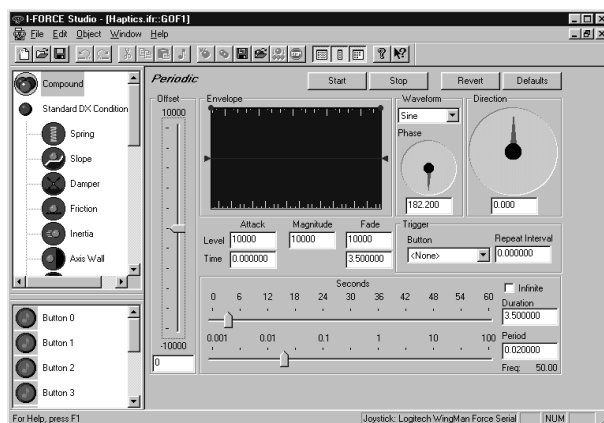 I-FORCE Studio - [Haptics.ifr:GOF1]
File Edit Object Window Help
Compound
Standard DX Condition
Spring
Slope
Damper
Friction
Inertia
Axis Wall
Button 0
Button 1
Button 2
Button 3
Periodic
Start Stop Revert Defaults
Offset
10000
-10000
0
Envelope
Waveform
Sine
Phase
182.200
Direction
0.000
Attack Magnitude Fade
Level 10000 10000 10000
Time 0.000000 3.500000
Trigger
Button Repeat Interval
<None> 0.000000
Seconds
0 6 12 18 24 30 36 42 48 54 60
0.001 0.01 0.1 1 10 100
Infinite
Duration
3.500000
Period
0.020000
Freq: 50.00
For Help, press F1 Joystick: Logitech WingMan Force Serial NUM